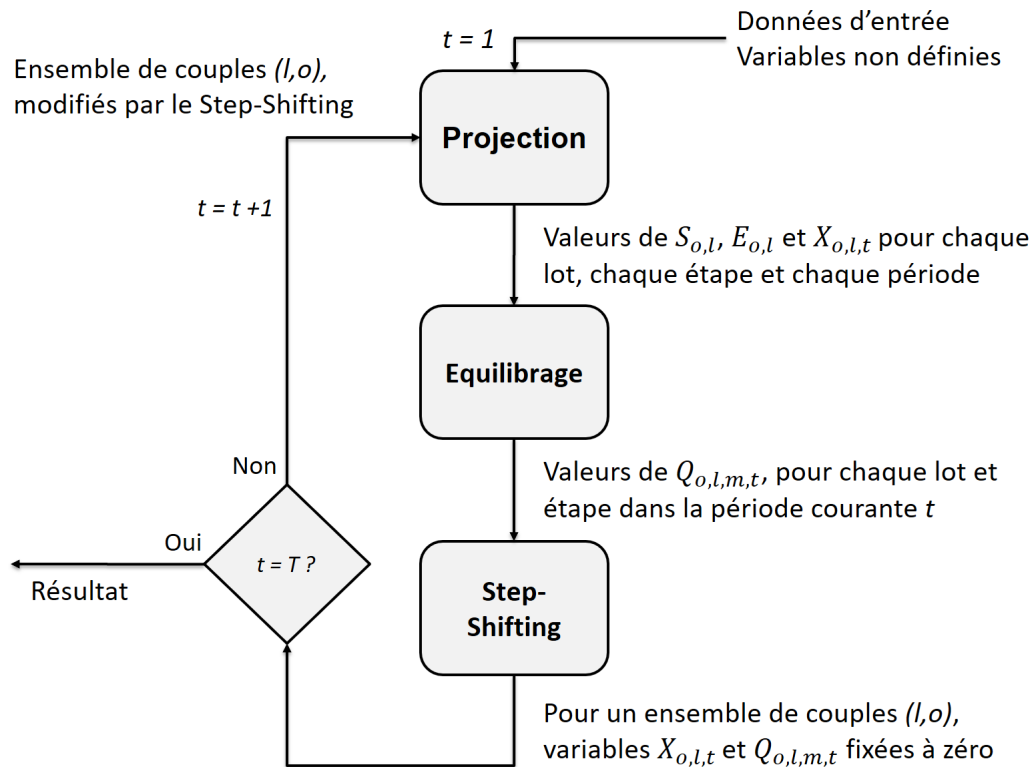 Données d'entrée
Variables non définies
t = 1
Ensemble de couples (l,o),
modifiés par le Step-Shifting
Projection
t = t +1
Valeurs de S_{o,l}, E_{o,l} et X_{o,l,t} pour chaque
lot, chaque étape et chaque période
Equilibrage
Valeurs de Q_{o,l,m,t}, pour chaque lot et
étape dans la période courante t
Non
Oui
t = T ?
Résultat
Step-
Shifting
Pour un ensemble de couples (l,o),
variables X_{o,l,t} et Q_{o,l,m,t} fixées à zéro